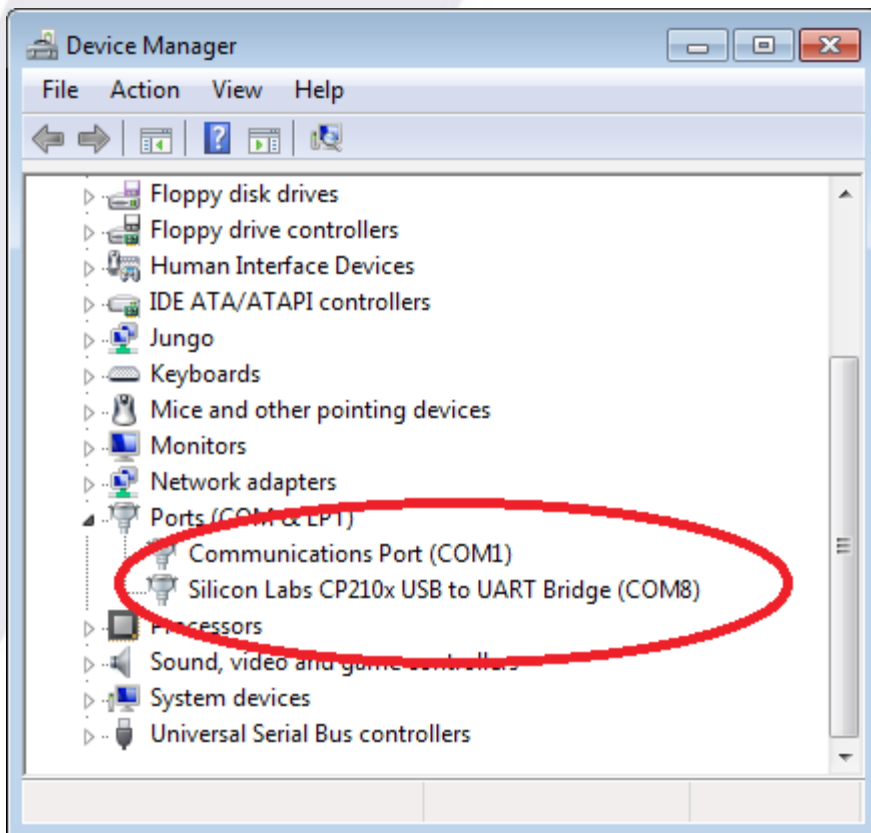 Device Manager
File Action View Help
Floppy disk drives
Floppy drive controllers
Human Interface Devices
IDE ATA/ATAPI controllers
Jungo
Keyboards
Mice and other pointing devices
Monitors
Network adapters
Ports (COM & LPT)
Communications Port (COM1)
Silicon Labs CP210x USB to UART Bridge (COM8)
Processors
Sound, video and game controllers
System devices
Universal Serial Bus controllers